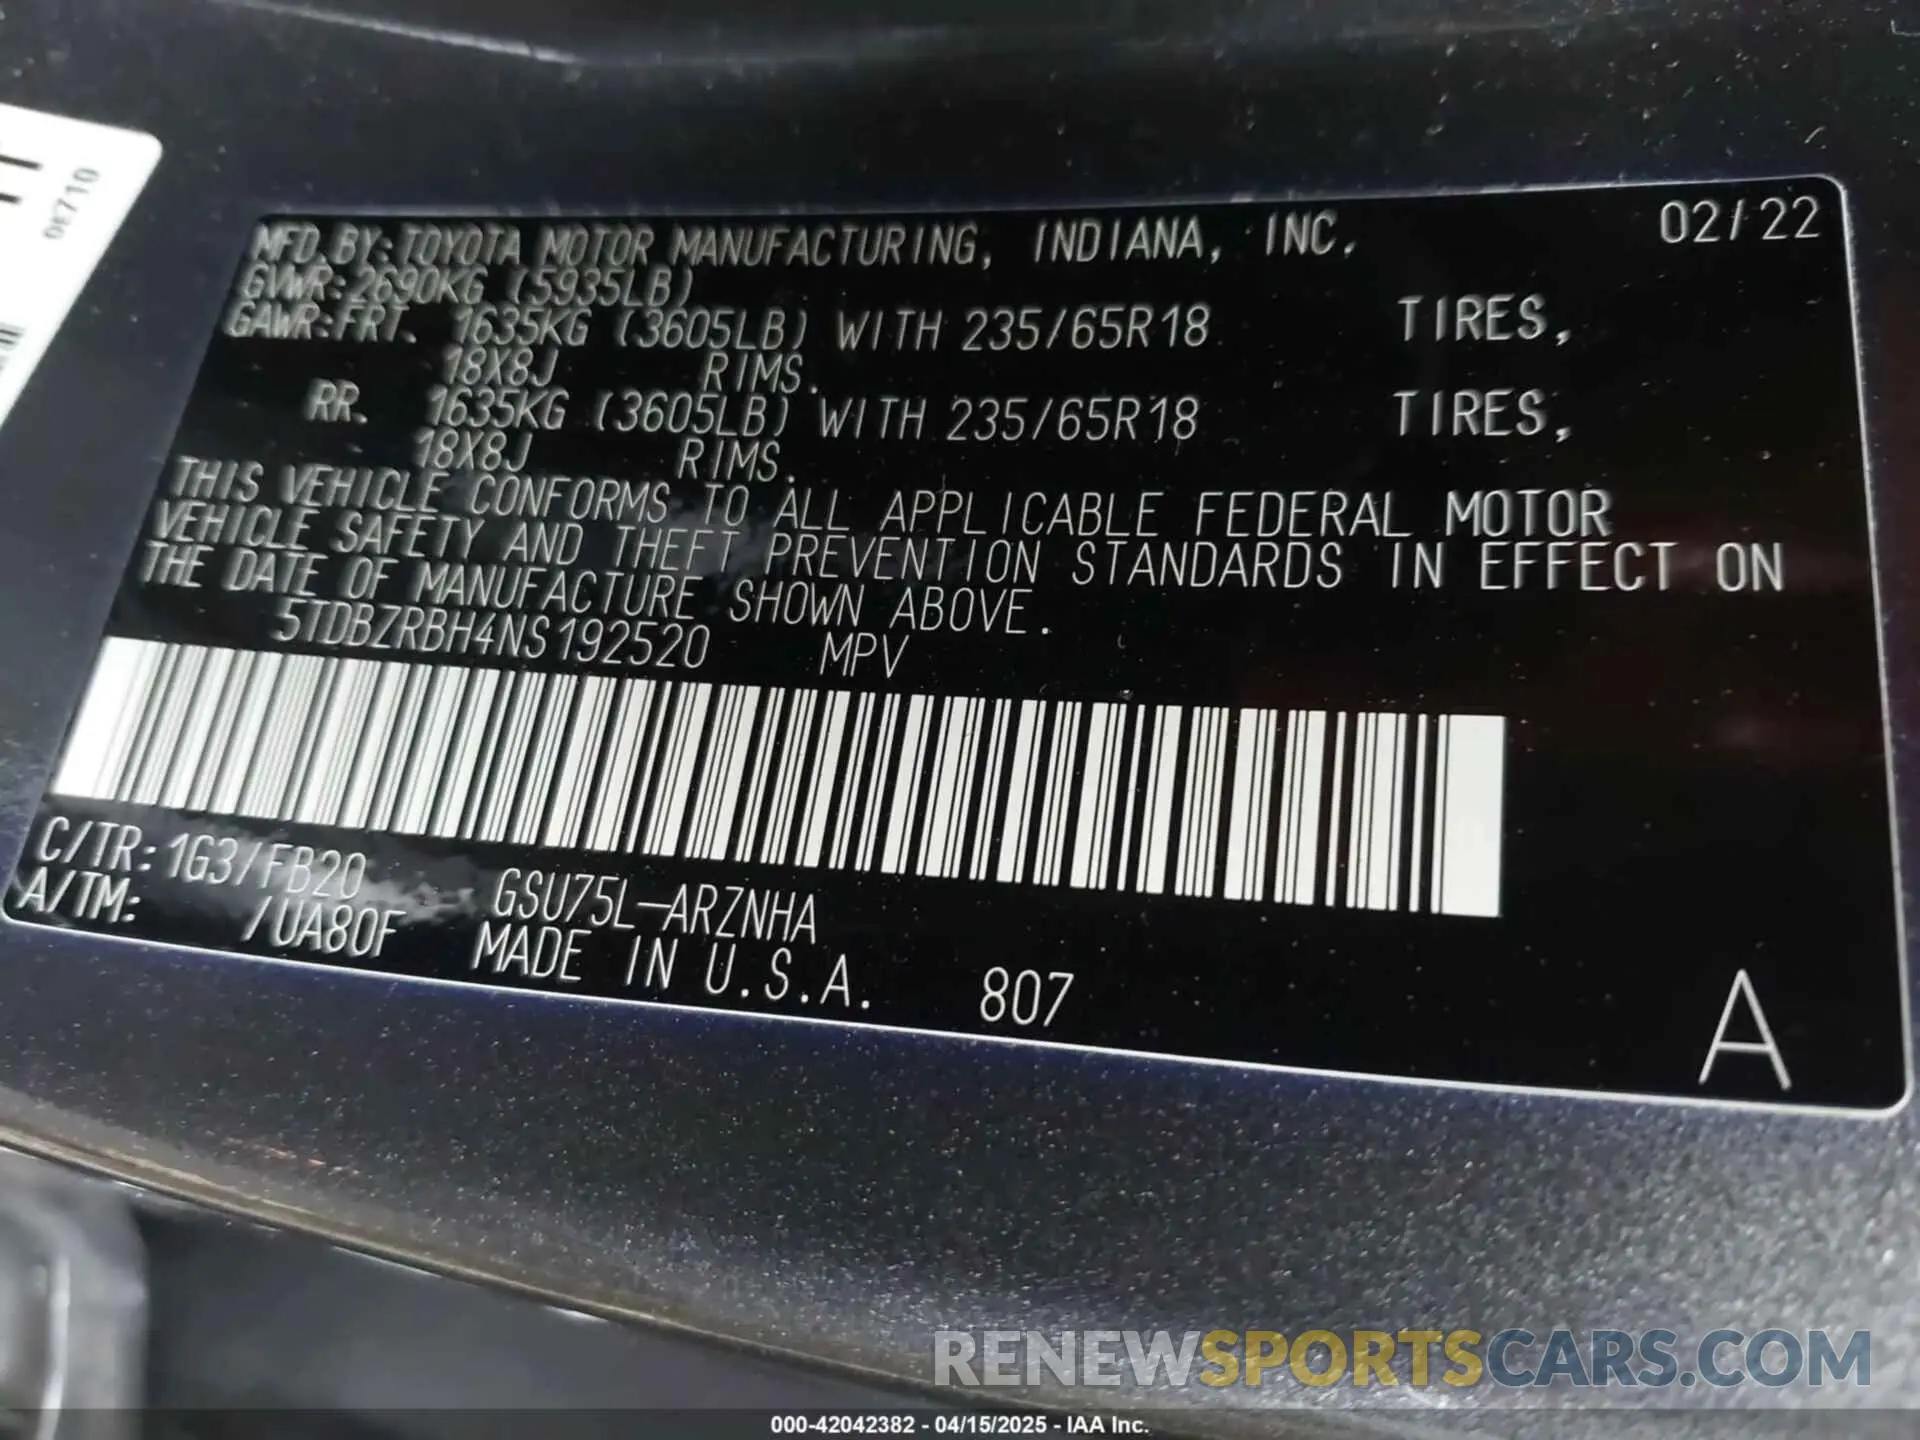 MFD.BY:TOYOTA MOTOR MANUFACTURING, INDIANA, INC. 02/22
GVWR:2690KG (5935LB)
GAWR:FRT. 1635KG (3605LB) WITH 235/65R18 TIRES,
18X8J RIMS.
RR. 1635KG (3605LB) WITH 235/65R18 TIRES,
18X8J RIMS.
THIS VEHICLE CONFORMS TO ALL APPLICABLE FEDERAL MOTOR
VEHICLE SAFETY AND THEFT PREVENTION STANDARDS IN EFFECT ON
THE DATE OF MANUFACTURE SHOWN ABOVE.
5TDBZRBH4NS192520 MPV
C/TR:1G3/FB20 GSU75L-ARZNHA
A/TM: /UA80F MADE IN U.S.A. 807
A
0E710
RENEWSPORTSCARS.COM
000-42042382 - 04/15/2025 - IAA Inc.